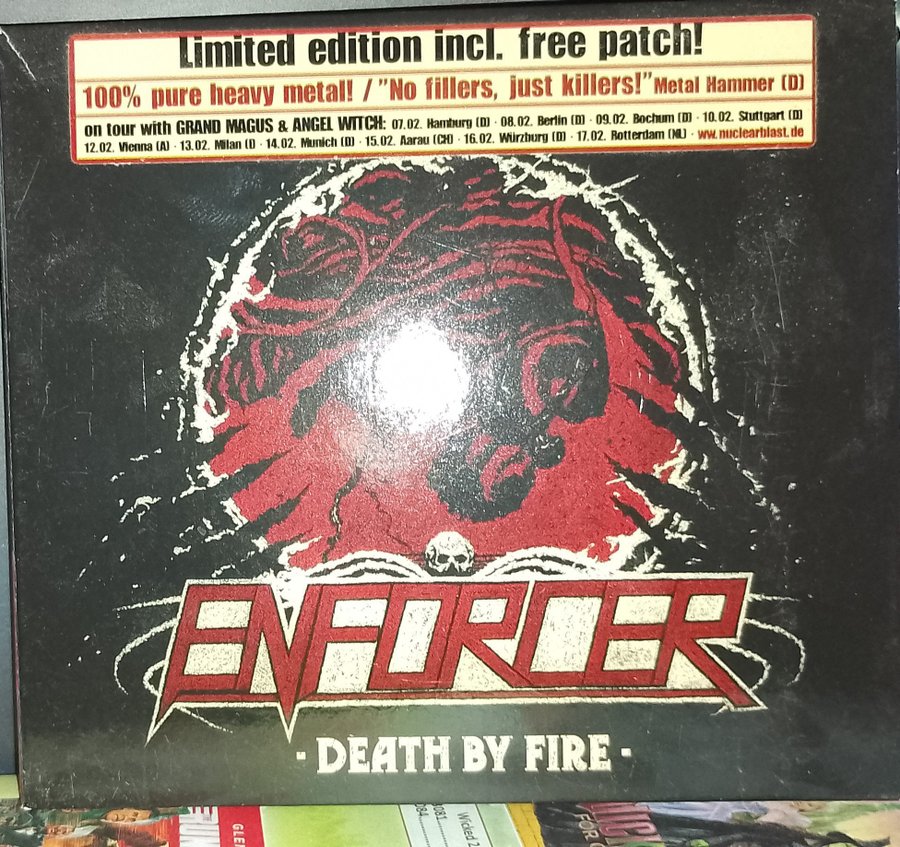 Limited edition incl. free patch!
100% pure heavy metal! / "No fillers, just killers!" Metal Hammer (D)
on tour with GRAND MAGUS & ANGEL WITCH: 07.02. Hamburg (D) · 08.02. Berlin (D) · 09.02. Bochum (D) · 10.02. Stuttgart (D)
12.02. Vienna (A) · 13.02. Milan (I) · 14.02. Munich (D) · 15.02. Aarau (CH) · 16.02. Würzburg (D) · 17.02. Rotterdam (NL) · www.nuclearblast.de
ENFORCER
- DEATH BY FIRE -
Wicked 2